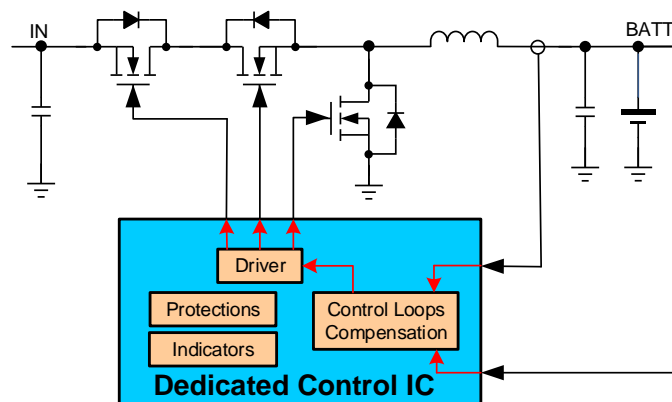 IN
BATT
Driver
Protections
Control Loops
Compensation
Indicators
Dedicated Control IC